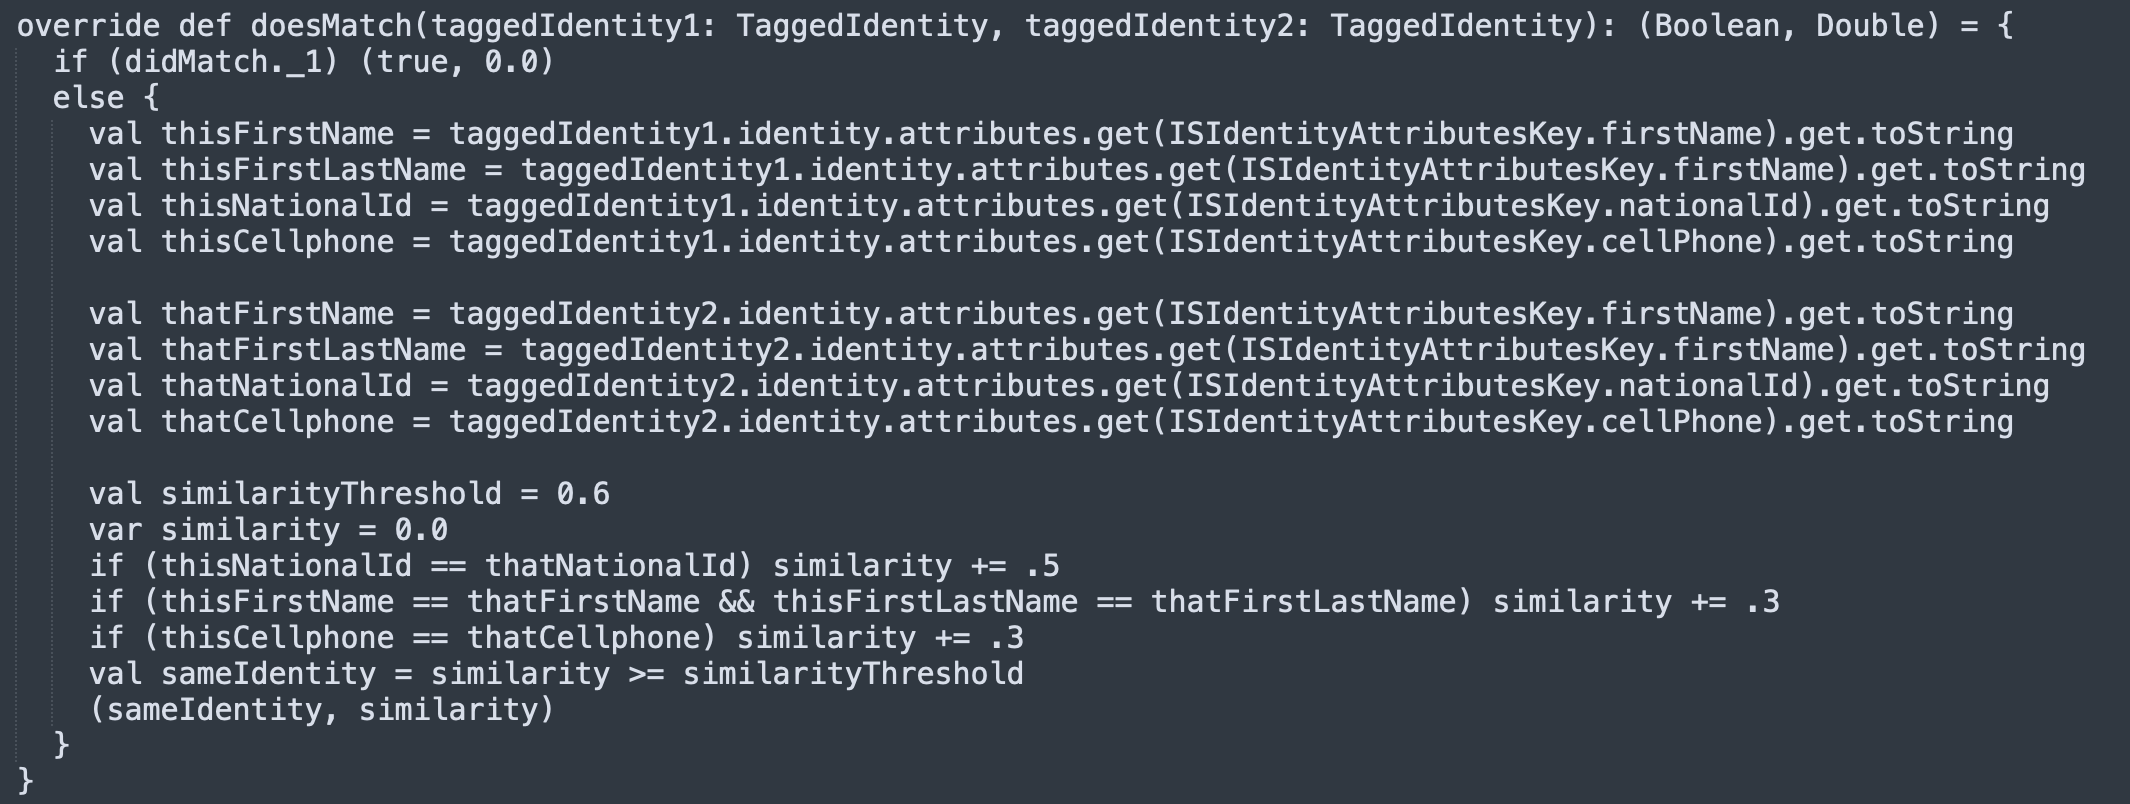 override def doesMatch(taggedIdentity1: TaggedIdentity, taggedIdentity2: TaggedIdentity): (Boolean, Double) = {
  if (didMatch._1) (true, 0.0)
  else {
    val thisFirstName = taggedIdentity1.identity.attributes.get(ISIdentityAttributesKey.firstName).get.toString
    val thisFirstLastName = taggedIdentity1.identity.attributes.get(ISIdentityAttributesKey.firstName).get.toString
    val thisNationalId = taggedIdentity1.identity.attributes.get(ISIdentityAttributesKey.nationalId).get.toString
    val thisCellphone = taggedIdentity1.identity.attributes.get(ISIdentityAttributesKey.cellPhone).get.toString

    val thatFirstName = taggedIdentity2.identity.attributes.get(ISIdentityAttributesKey.firstName).get.toString
    val thatFirstLastName = taggedIdentity2.identity.attributes.get(ISIdentityAttributesKey.firstName).get.toString
    val thatNationalId = taggedIdentity2.identity.attributes.get(ISIdentityAttributesKey.nationalId).get.toString
    val thatCellphone = taggedIdentity2.identity.attributes.get(ISIdentityAttributesKey.cellPhone).get.toString

    val similarityThreshold = 0.6
    var similarity = 0.0
    if (thisNationalId == thatNationalId) similarity += .5
    if (thisFirstName == thatFirstName && thisFirstLastName == thatFirstLastName) similarity += .3
    if (thisCellphone == thatCellphone) similarity += .3
    val sameIdentity = similarity >= similarityThreshold
    (sameIdentity, similarity)
  }
}